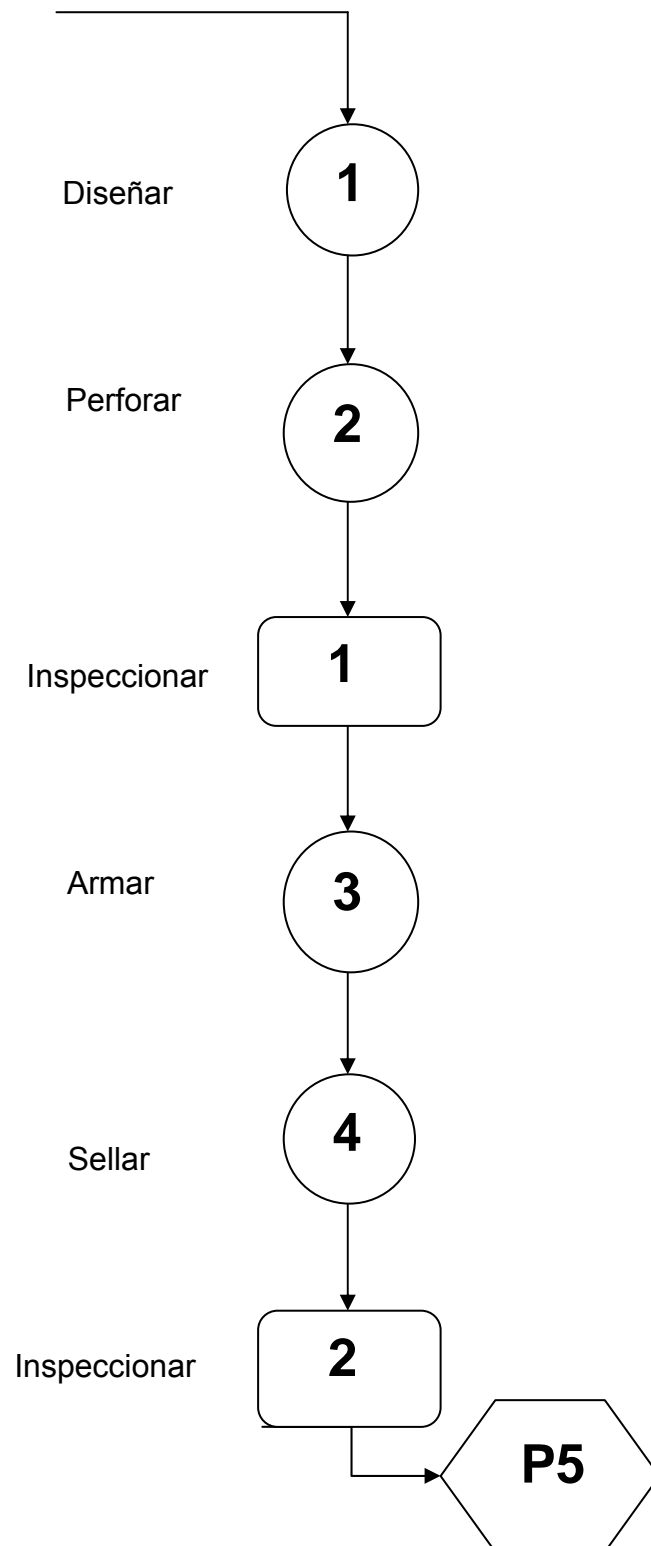 Diseñar 1
Perforar 2
Inspeccionar 1
Armar 3
Sellar 4
Inspeccionar 2
P5